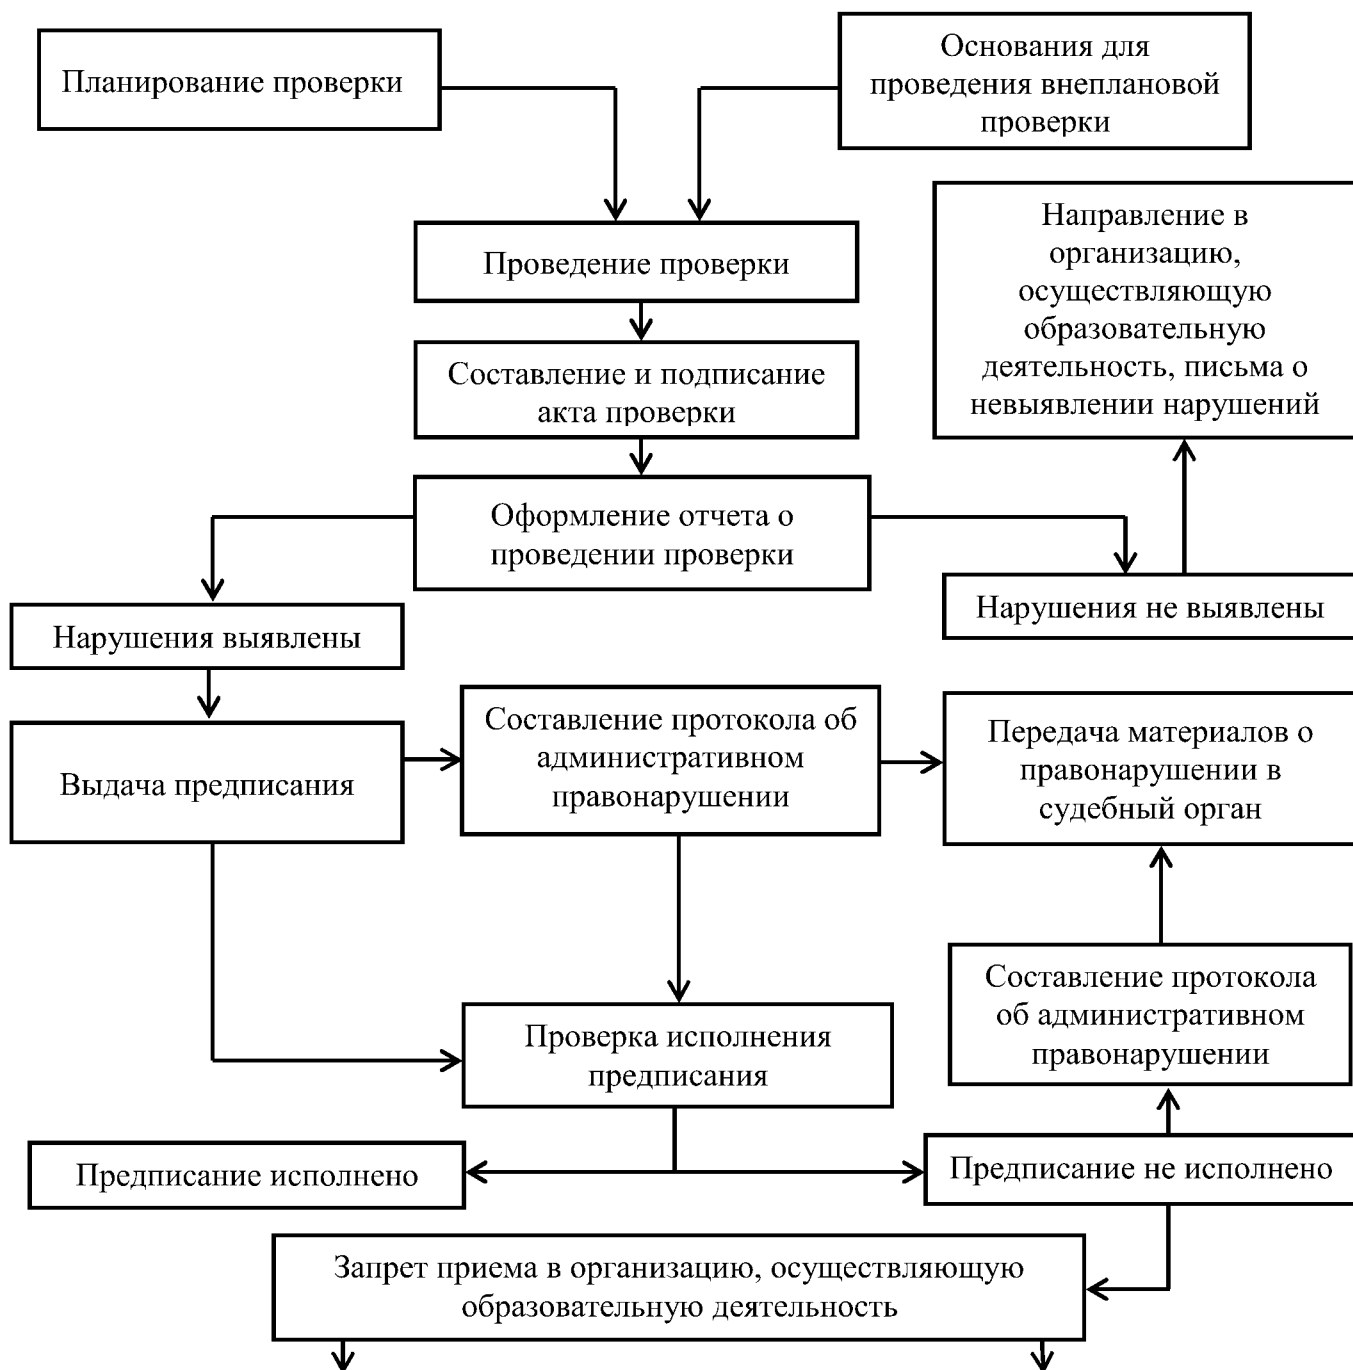 Планирование проверки
Основания для
проведения внеплановой
проверки
Направление в
организацию,
осуществляющую
образовательную
деятельность, письма о
невыявлении нарушений
Проведение проверки
Составление и подписание
акта проверки
Оформление отчета о
проведении проверки
Нарушения не выявлены
Нарушения выявлены
Выдача предписания
Составление протокола об
административном
правонарушении
Передача материалов о
правонарушении в
судебный орган
Составление протокола
об административном
правонарушении
Проверка исполнения
предписания
Предписание исполнено
Предписание не исполнено
Запрет приема в организацию, осуществляющую
образовательную деятельность